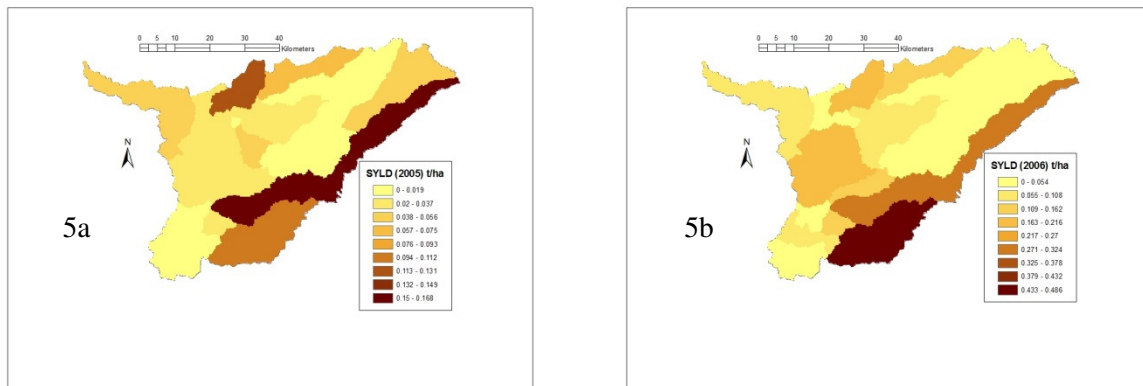 0 5 10 20 30 40
Kilometers
N
SYLD (2005) t/ha
0 - 0.019
0.02 - 0.037
0.038 - 0.056
0.057 - 0.075
0.076 - 0.093
0.094 - 0.112
0.113 - 0.131
0.132 - 0.149
0.15 - 0.168
5a
0 5 10 20 30 40
Kilometers
N
SYLD (2006) t/ha
0 - 0.054
0.055 - 0.108
0.109 - 0.162
0.163 - 0.216
0.217 - 0.27
0.271 - 0.324
0.325 - 0.378
0.379 - 0.432
0.433 - 0.486
5b